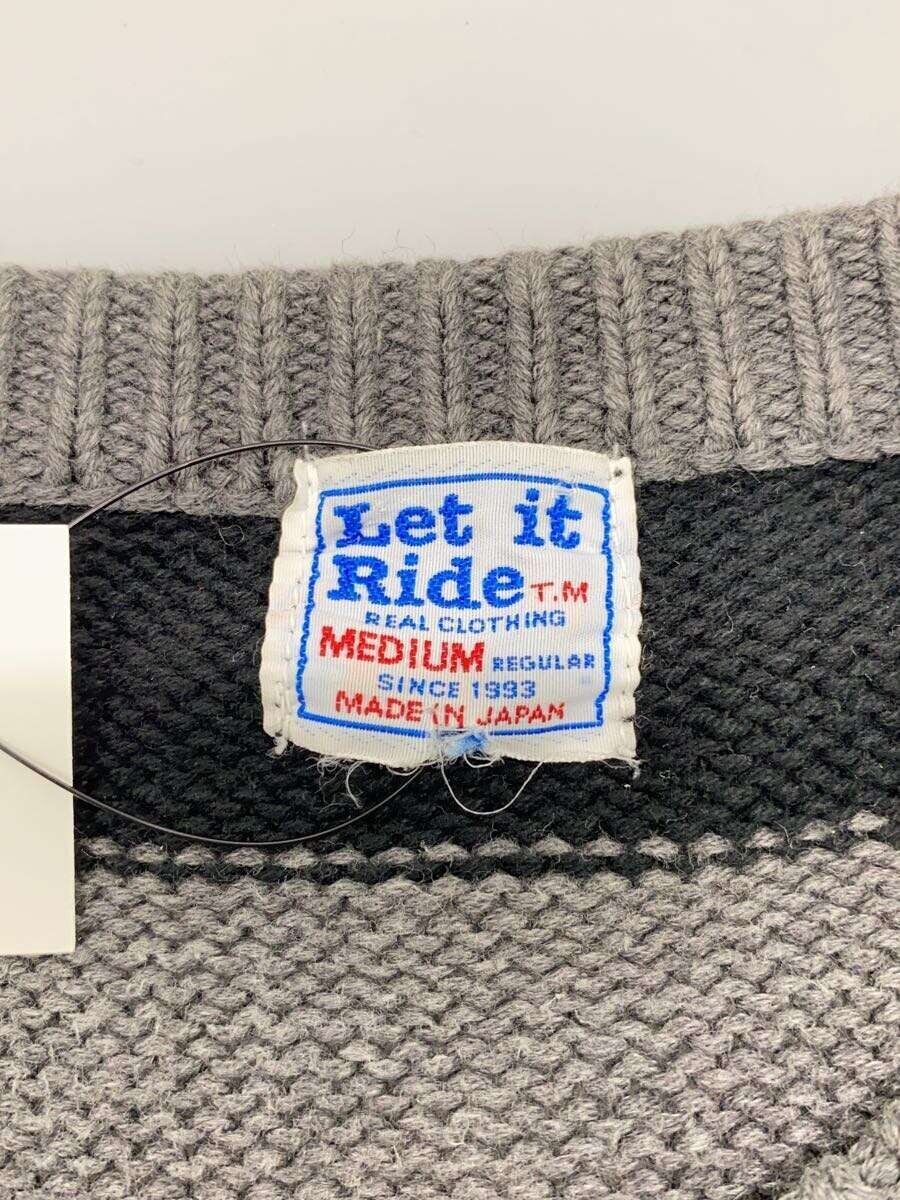 Let it
Ride T.M
REAL CLOTHING
MEDIUM REGULAR
SINCE 1993
MADE IN JAPAN